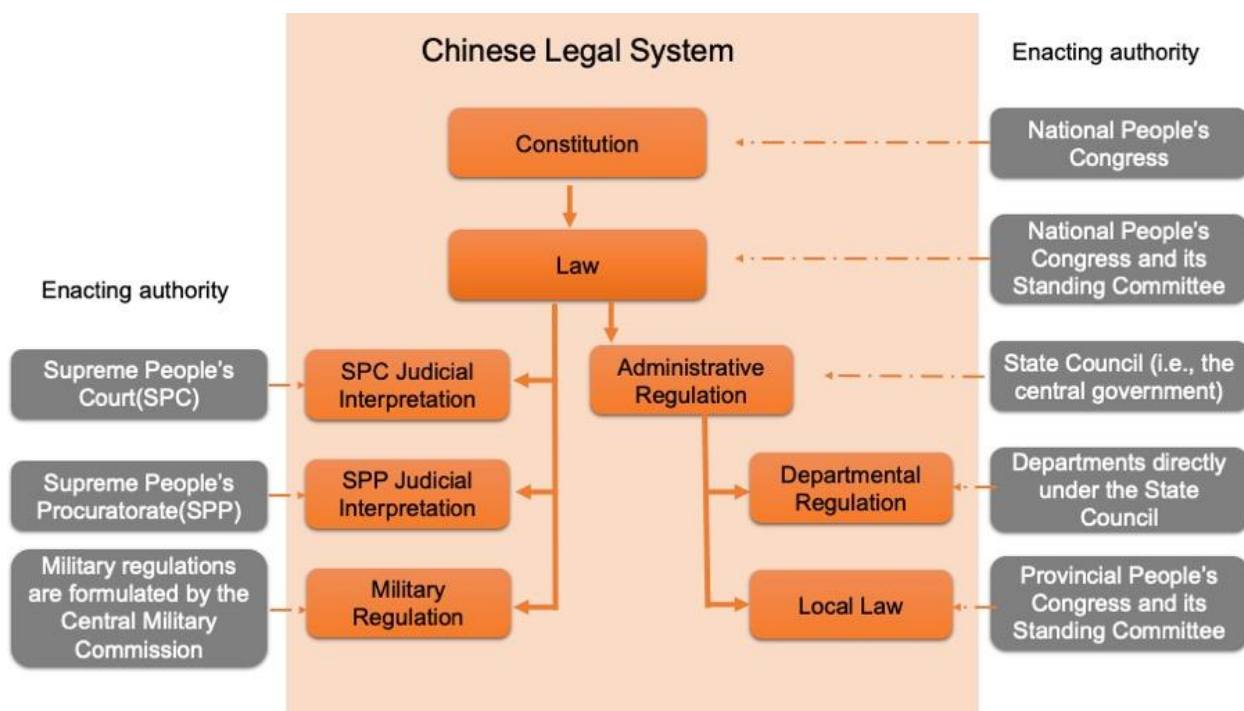 Chinese Legal System
Enacting authority
Constitution
National People's
Congress
Law
National People's
Congress and its
Standing Committee
Enacting authority
Supreme People's
Court(SPC)
SPC Judicial
Interpretation
Administrative
Regulation
State Council (i.e., the
central government)
Supreme People's
Procuratorate(SPP)
SPP Judicial
Interpretation
Departmental
Regulation
Departments directly
under the State
Council
Military regulations
are formulated by the
Central Military
Commission
Military
Regulation
Local Law
Provincial People's
Congress and its
Standing Committee